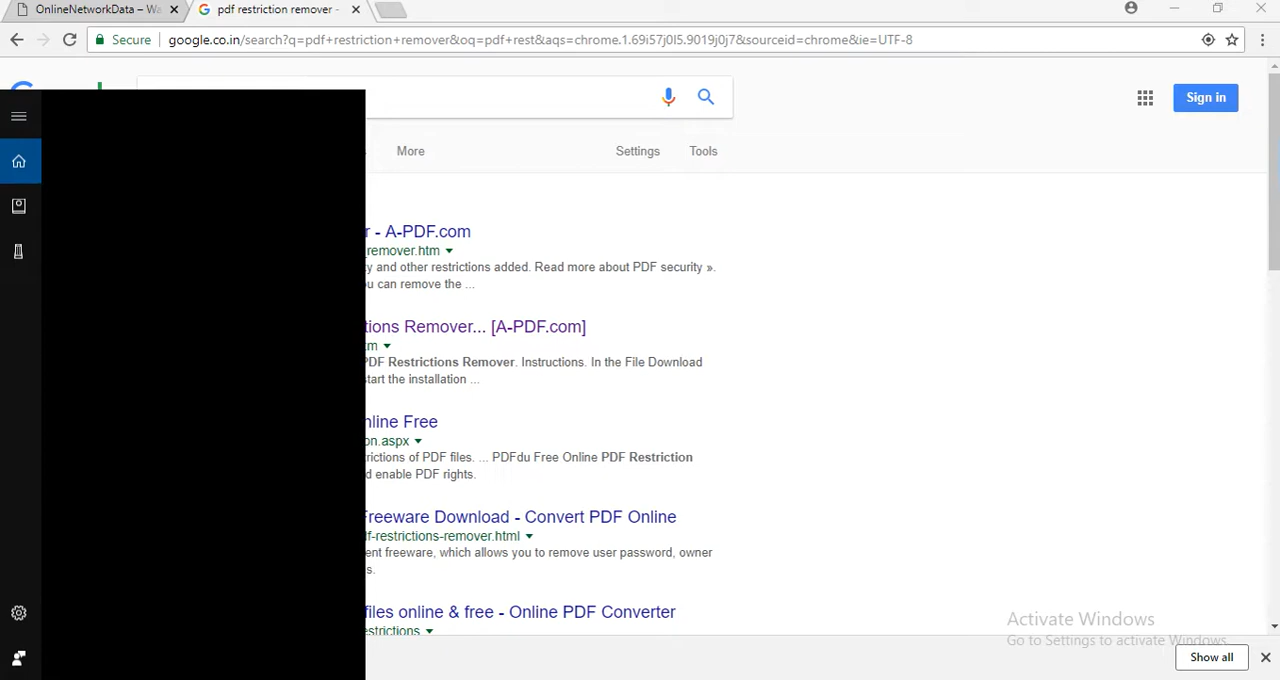 OnlineNetworkData – Wa
pdf restriction remover -
Secure
google.co.in/search?q=pdf+restriction+remover&oq=pdf+rest&aqs=chrome.1.69i57j0l5.9019j0j7&sourceid=chrome&ie=UTF-8
Sign in
More
Settings
Tools
r - A-PDF.com
remover.htm
y and other restrictions added. Read more about PDF security ».
u can remove the ...
tions Remover... [A-PDF.com]
tm
PDF Restrictions Remover. Instructions. In the File Download
start the installation ...
nline Free
on.aspx
rictions of PDF files. ... PDFdu Free Online PDF Restriction
d enable PDF rights.
Freeware Download - Convert PDF Online
df-restrictions-remover.html
ent freeware, which allows you to remove user password, owner
s.
files online & free - Online PDF Converter
estrictions
Activate Windows
Go to Settings to activate Windows.
Show all